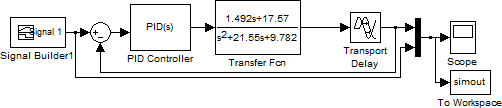 Signal 1
Signal Builder1
PID(s)
PID Controller
1.492s+17.57
s²+21.55s+9.782
Transfer Fcn
Transport
Delay
Scope
simout
To Workspace